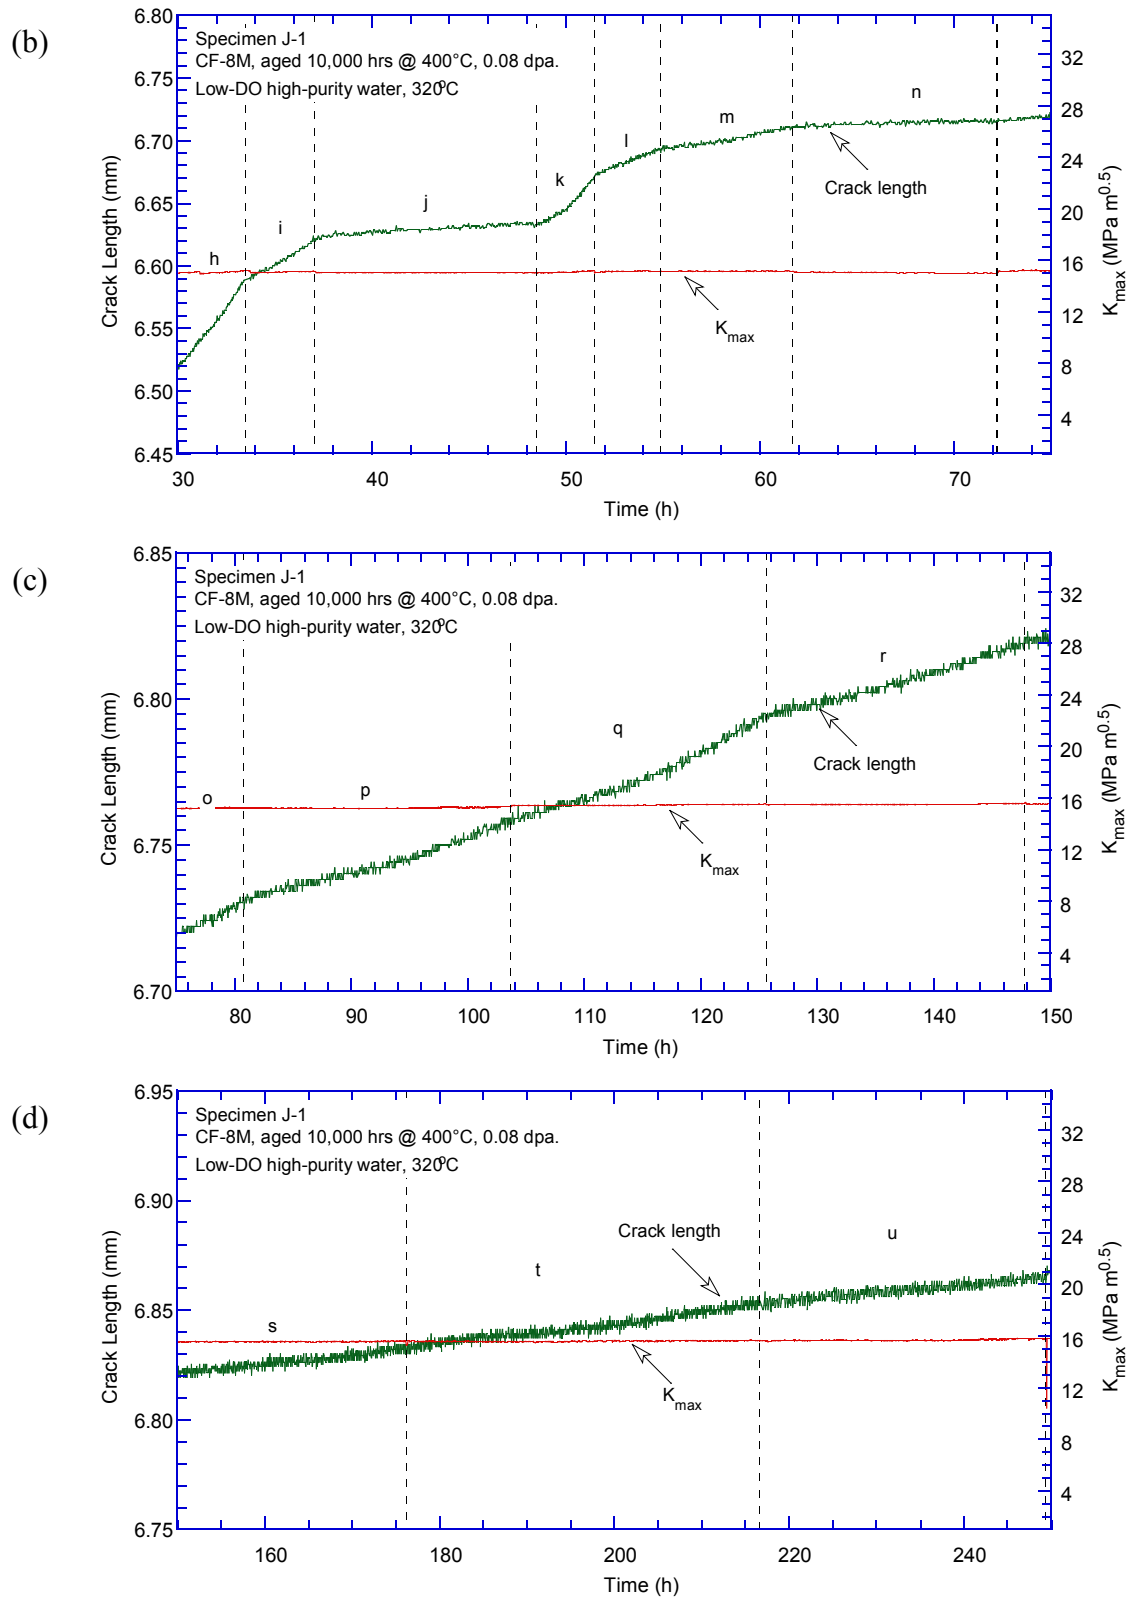 (b)
Specimen J-1
CF-8M, aged 10,000 hrs @ 400°C, 0.08 dpa.
Low-DO high-purity water, 320°C
Crack Length (mm)
6.80
6.75
6.70
6.65
6.60
6.55
6.50
6.45
h
i
j
k
l
m
n
Crack length
Kmax
32
28
24
20
16
12
8
4
Kmax (MPa m0.5)
30
40
50
60
70
Time (h)
(c)
Specimen J-1
CF-8M, aged 10,000 hrs @ 400°C, 0.08 dpa.
Low-DO high-purity water, 320°C
Crack Length (mm)
6.85
6.80
6.75
6.70
o
p
q
r
Crack length
Kmax
32
28
24
20
16
12
8
4
Kmax (MPa m0.5)
80
90
100
110
120
130
140
150
Time (h)
(d)
Specimen J-1
CF-8M, aged 10,000 hrs @ 400°C, 0.08 dpa.
Low-DO high-purity water, 320°C
Crack Length (mm)
6.95
6.90
6.85
6.80
6.75
s
t
u
Crack length
Kmax
32
28
24
20
16
12
8
4
Kmax (MPa m0.5)
160
180
200
220
240
Time (h)